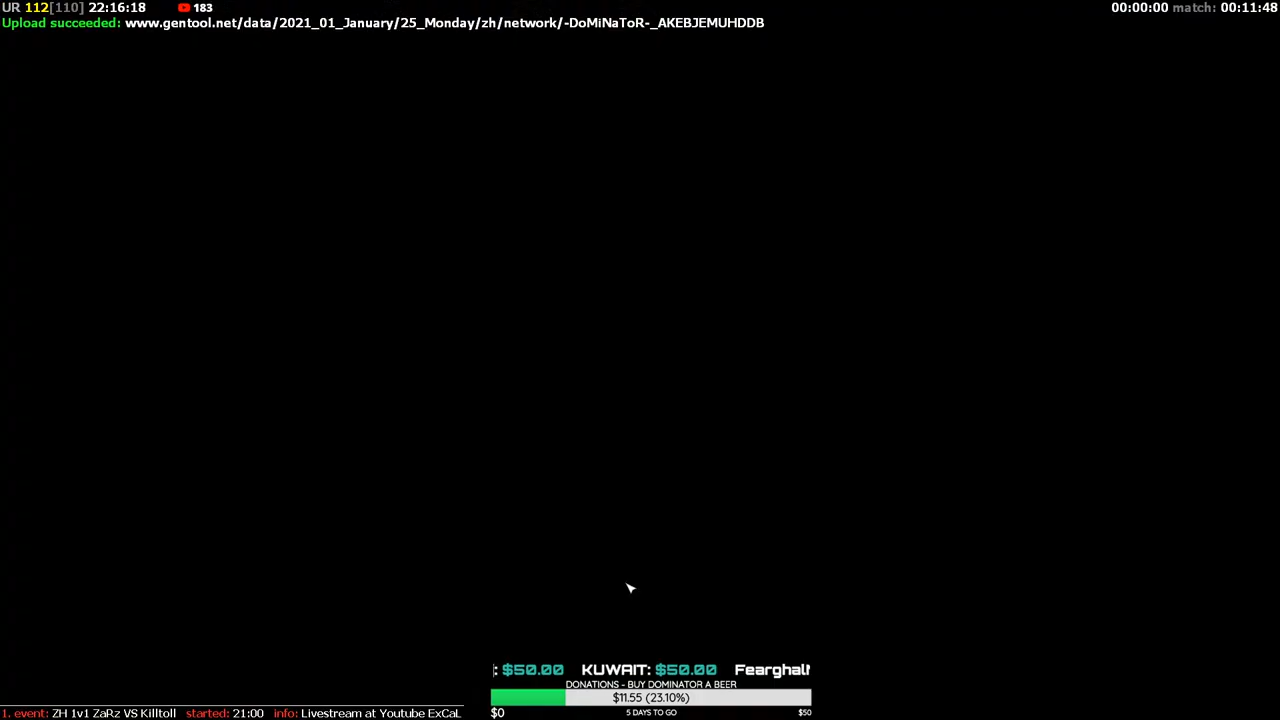 UR 112[110] 22:16:18 183 00:00:00 match: 00:11:48
Upload succeeded: www.gentool.net/data/2021_01_January/25_Monday/zh/network/-DoMiNaToR-_AKEBJEMUHDDB
: $50.00 KUWAIT: $50.00 Fearghal
DONATIONS - BUY DOMINATOR A BEER
$11.55 (23.10%)
$0 5 DAYS TO GO $50
1. event: ZH 1v1 ZaRz VS Killtoll started: 21:00 info: Livestream at Youtube ExCaL